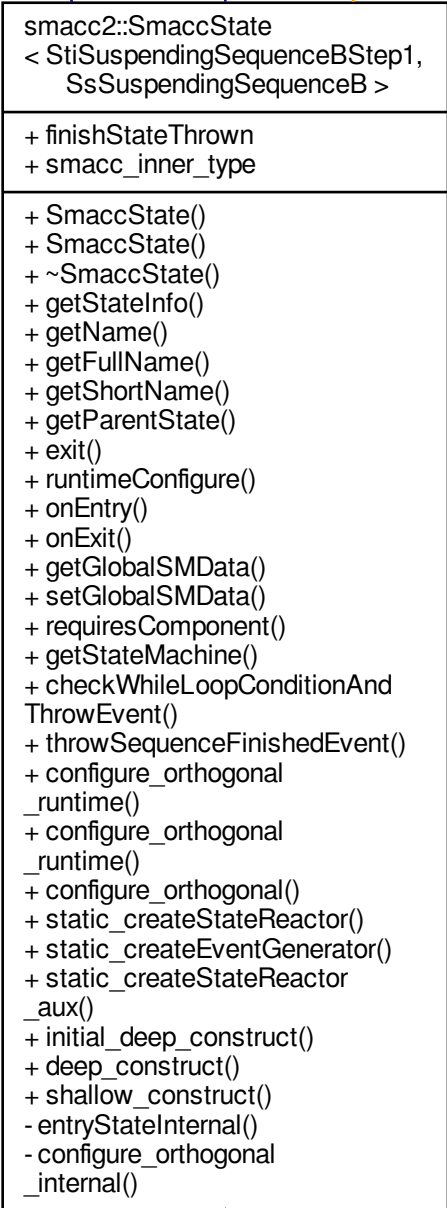 smacc2::SmaccState
< StiSuspendingSequenceBStep1,
SsSuspendingSequenceB >
+ finishStateThrown
+ smacc_inner_type
+ SmaccState()
+ SmaccState()
+ ~SmaccState()
+ getStateInfo()
+ getName()
+ getFullName()
+ getShortName()
+ getParentState()
+ exit()
+ runtimeConfigure()
+ onEntry()
+ onExit()
+ getGlobalSMData()
+ setGlobalSMData()
+ requiresComponent()
+ getStateMachine()
+ checkWhileLoopConditionAnd
ThrowEvent()
+ throwSequenceFinishedEvent()
+ configure_orthogonal
_runtime()
+ configure_orthogonal
_runtime()
+ configure_orthogonal()
+ static_createStateReactor()
+ static_createEventGenerator()
+ static_createStateReactor
_aux()
+ initial_deep_construct()
+ deep_construct()
+ shallow_construct()
- entryStateInternal()
- configure_orthogonal
_internal()